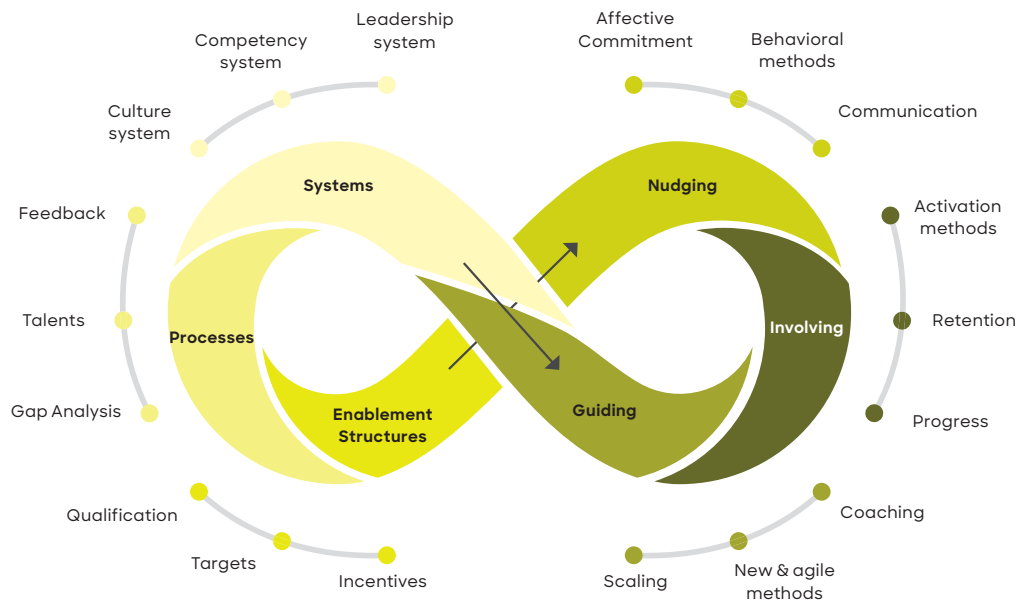 Leadership
system
Competency
system
Culture
system
Feedback
Talents
Gap Analysis
Qualification
Targets
Incentives
Systems
Processes
Enablement
Structures
Affective
Commitment
Behavioral
methods
Communication
Activation
methods
Retention
Progress
Coaching
New & agile
methods
Scaling
Nudging
Involving
Guiding